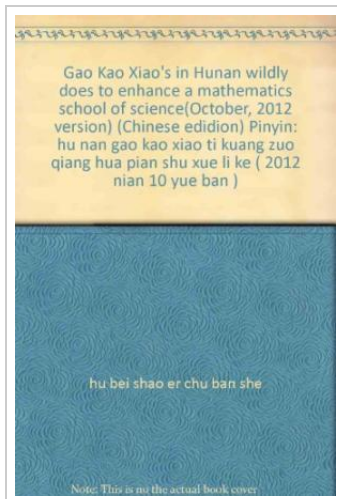 Gao Kao Xiao's in Hunan wildly
does to enhance a mathematics
school of science(October, 2012
version) (Chinese edidion) Pinyin:
hu nan gao kao xiao ti kuang zuo
qiang hua pian shu xue li ke ( 2012
nian 10 yue ban )
hu bei shao er chu ban she
Note: This is no the actual book cover